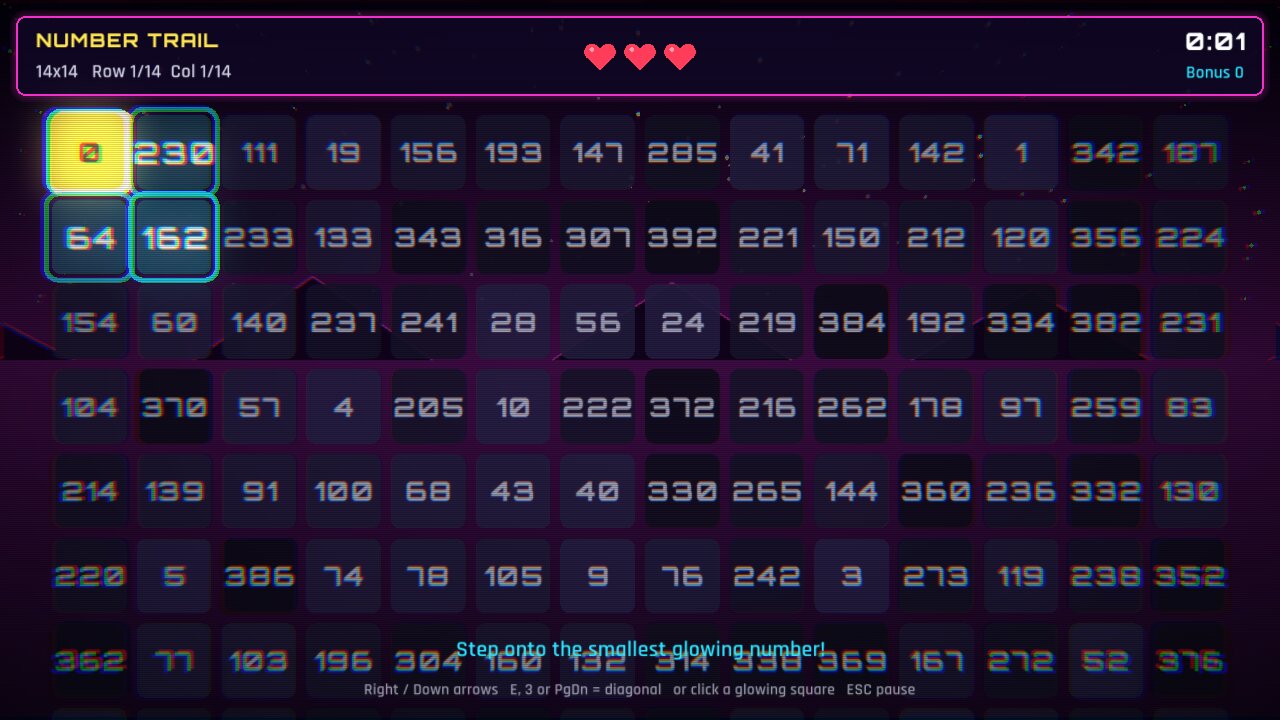 NUMBER TRAIL
14x14 Row 1/14 Col 1/14
0:01
Bonus 0
0 230 111 19 156 193 147 285 41 71 142 1 342 187
64 162 233 133 343 316 307 392 221 150 212 120 356 224
154 60 140 237 241 28 56 24 219 384 192 334 382 231
104 370 57 4 205 10 222 372 216 262 178 97 259 83
214 139 91 100 68 43 40 330 265 144 360 236 332 130
220 5 386 74 78 105 9 76 242 3 273 119 238 352
362 77 103 196 304 160 132 314 338 369 167 272 52 376
Step onto the smallest glowing number!
Right / Down arrows E, 3 or PgDn = diagonal or click a glowing square ESC pause